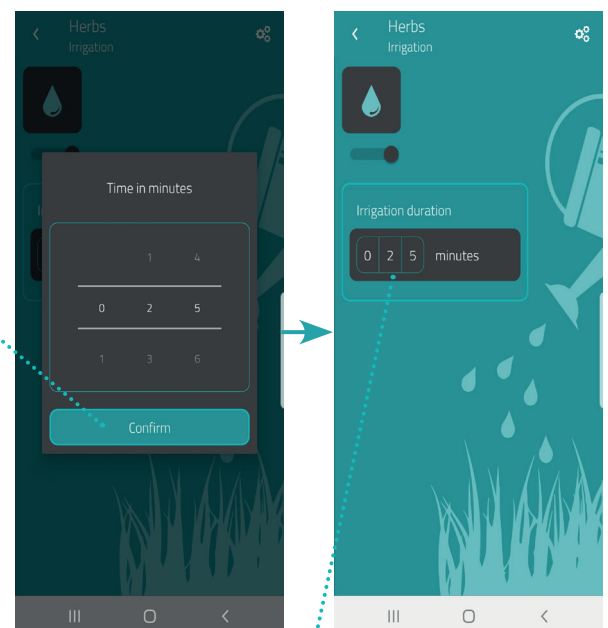 Herbs
Irrigation
Time in minutes
1 4
0 2 5
1 3 6
Confirm
Herbs
Irrigation
Irrigation duration
0 2 5 minutes